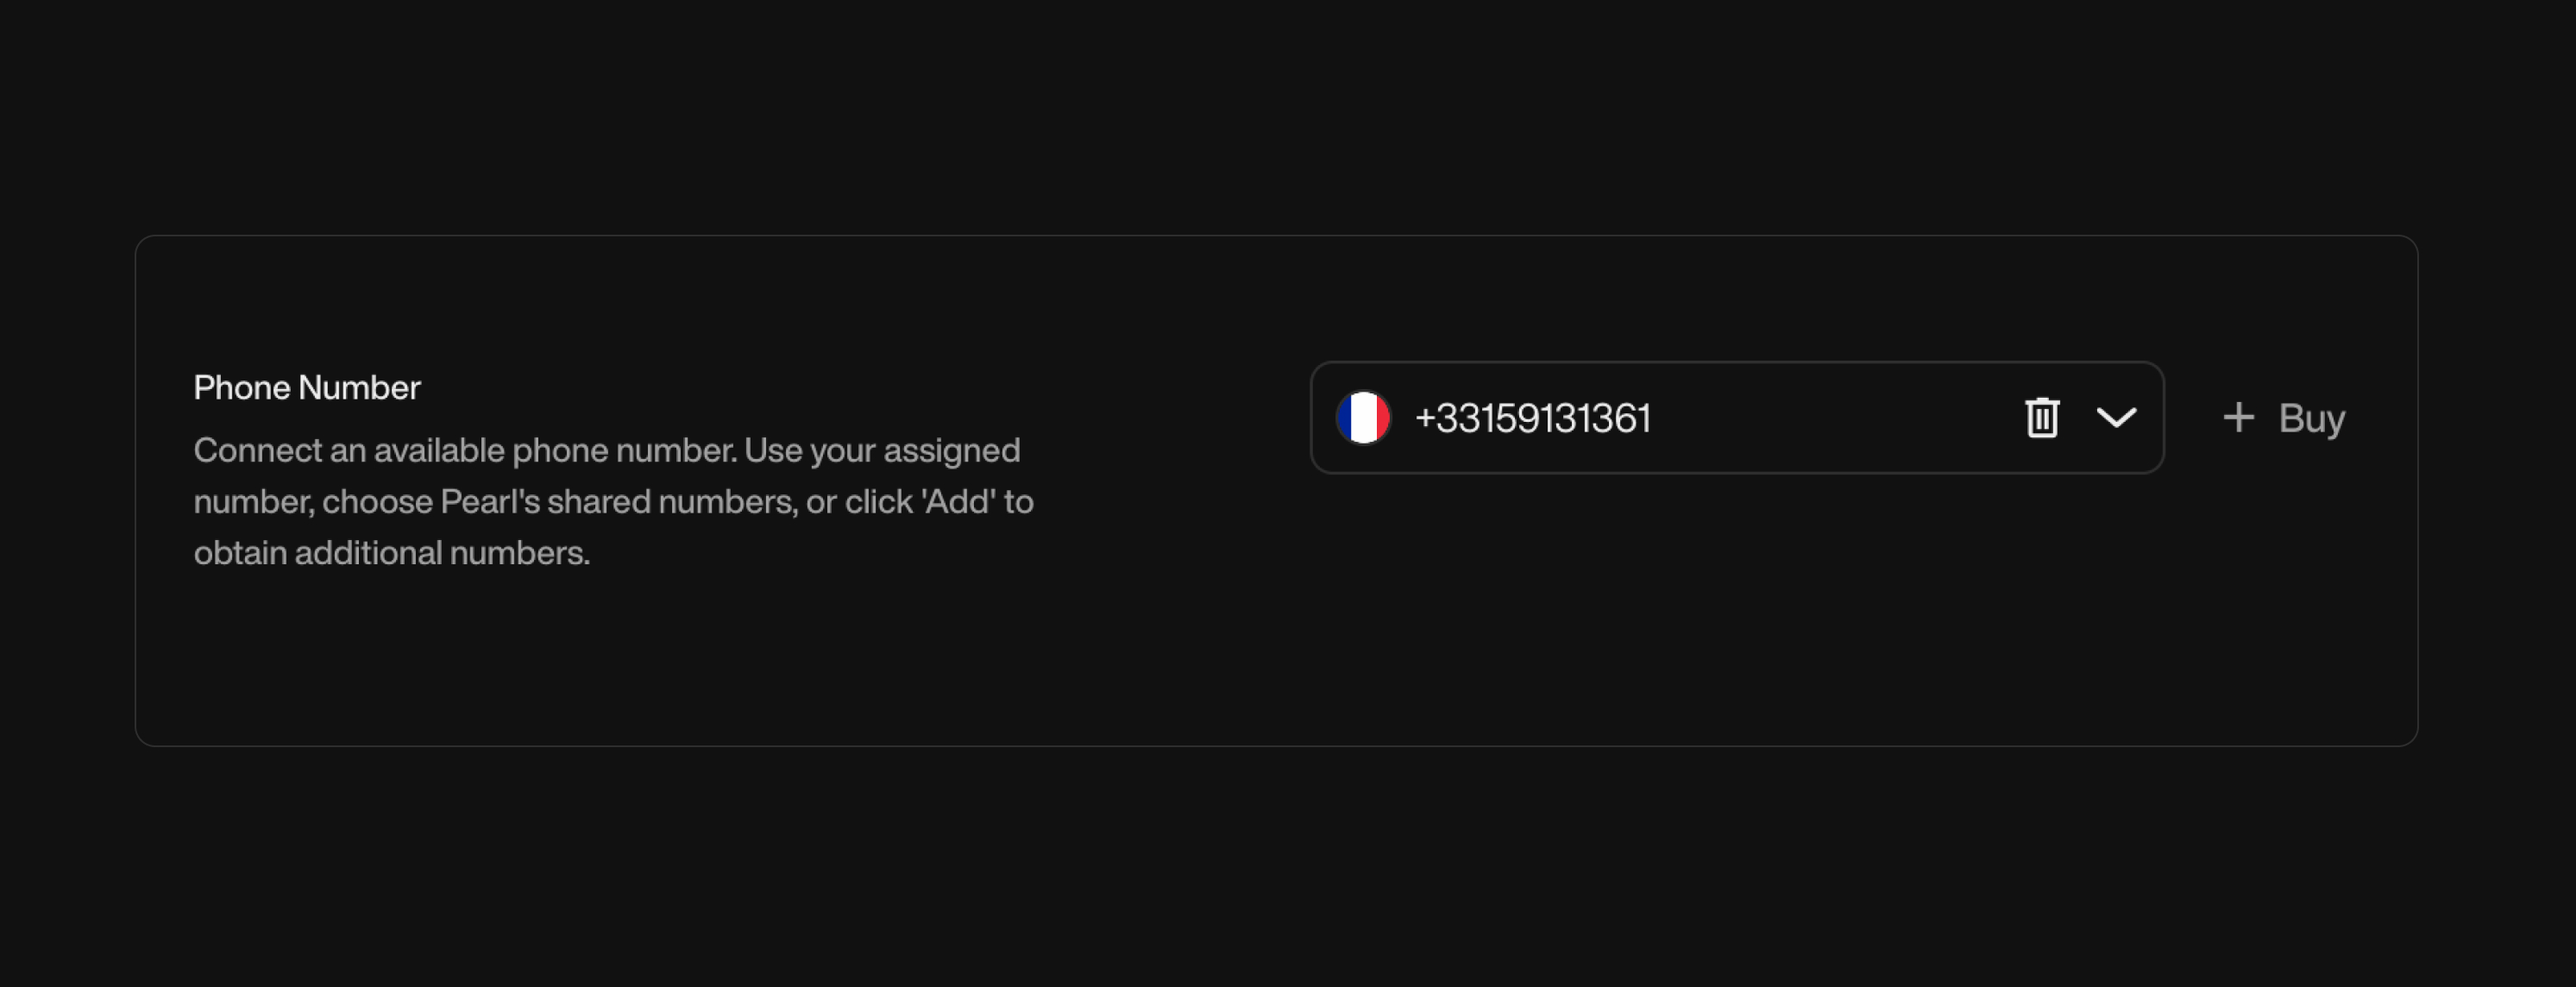 Phone Number
Connect an available phone number. Use your assigned
number, choose Pearl's shared numbers, or click 'Add' to
obtain additional numbers.
+33159131361
+ Buy